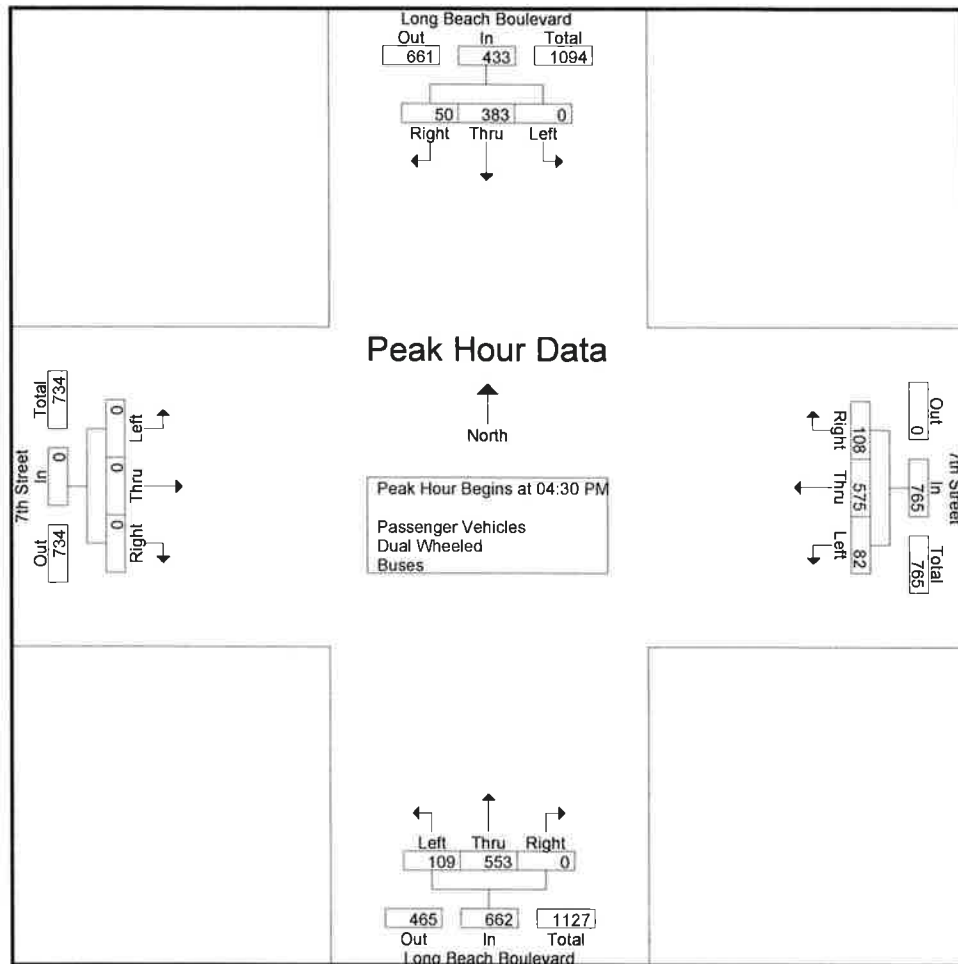 Long Beach Boulevard
Out In Total
661 433 1094
50 383 0
Right Thru Left
Peak Hour Data
North
Peak Hour Begins at 04:30 PM
Passenger Vehicles
Dual Wheeled
Buses
7th Street
Out In Total
734 0 734
Right Thru Left
0 0 0
7th Street
Out In Total
0 765 765
108 575 82
Right Thru Left
Left Thru Right
109 553 0
465 662 1127
Out In Total
Long Beach Boulevard